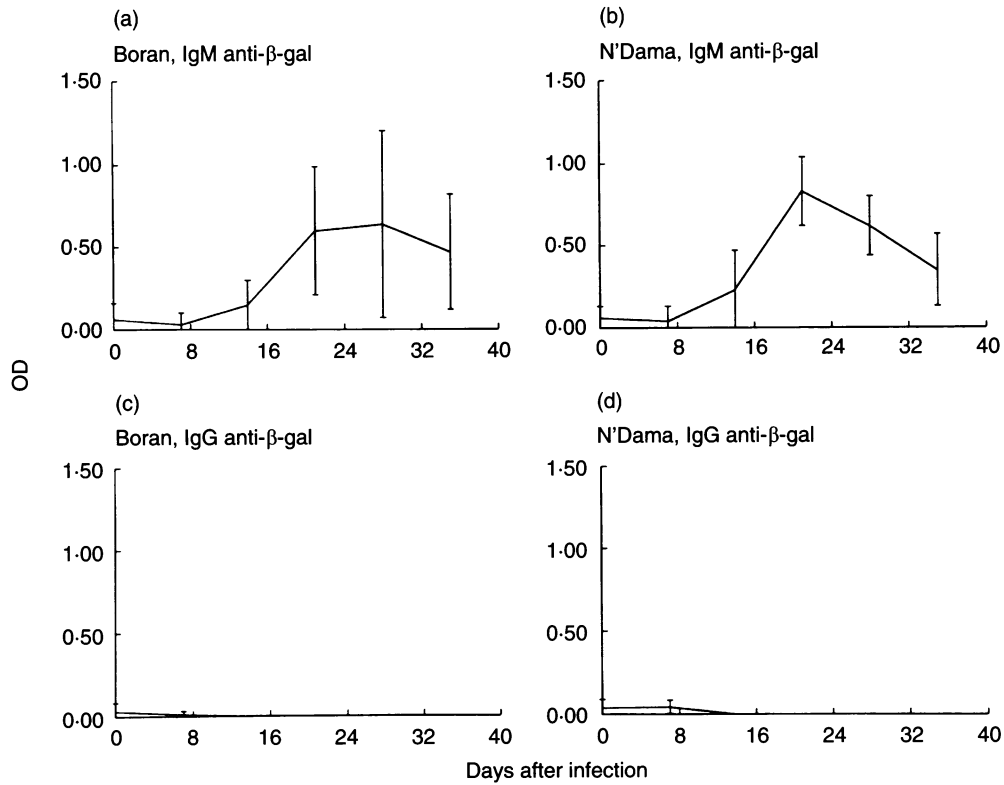 (a)
Boran, IgM anti-β-gal
1·50
1·00
0·50
0·00
0 8 16 24 32 40
(b)
N'Dama, IgM anti-β-gal
1·50
1·00
0·50
0·00
0 8 16 24 32 40
OD
(c)
Boran, IgG anti-β-gal
1·50
1·00
0·50
0·00
0 8 16 24 32 40
(d)
N'Dama, IgG anti-β-gal
1·50
1·00
0·50
0·00
0 8 16 24 32 40
Days after infection